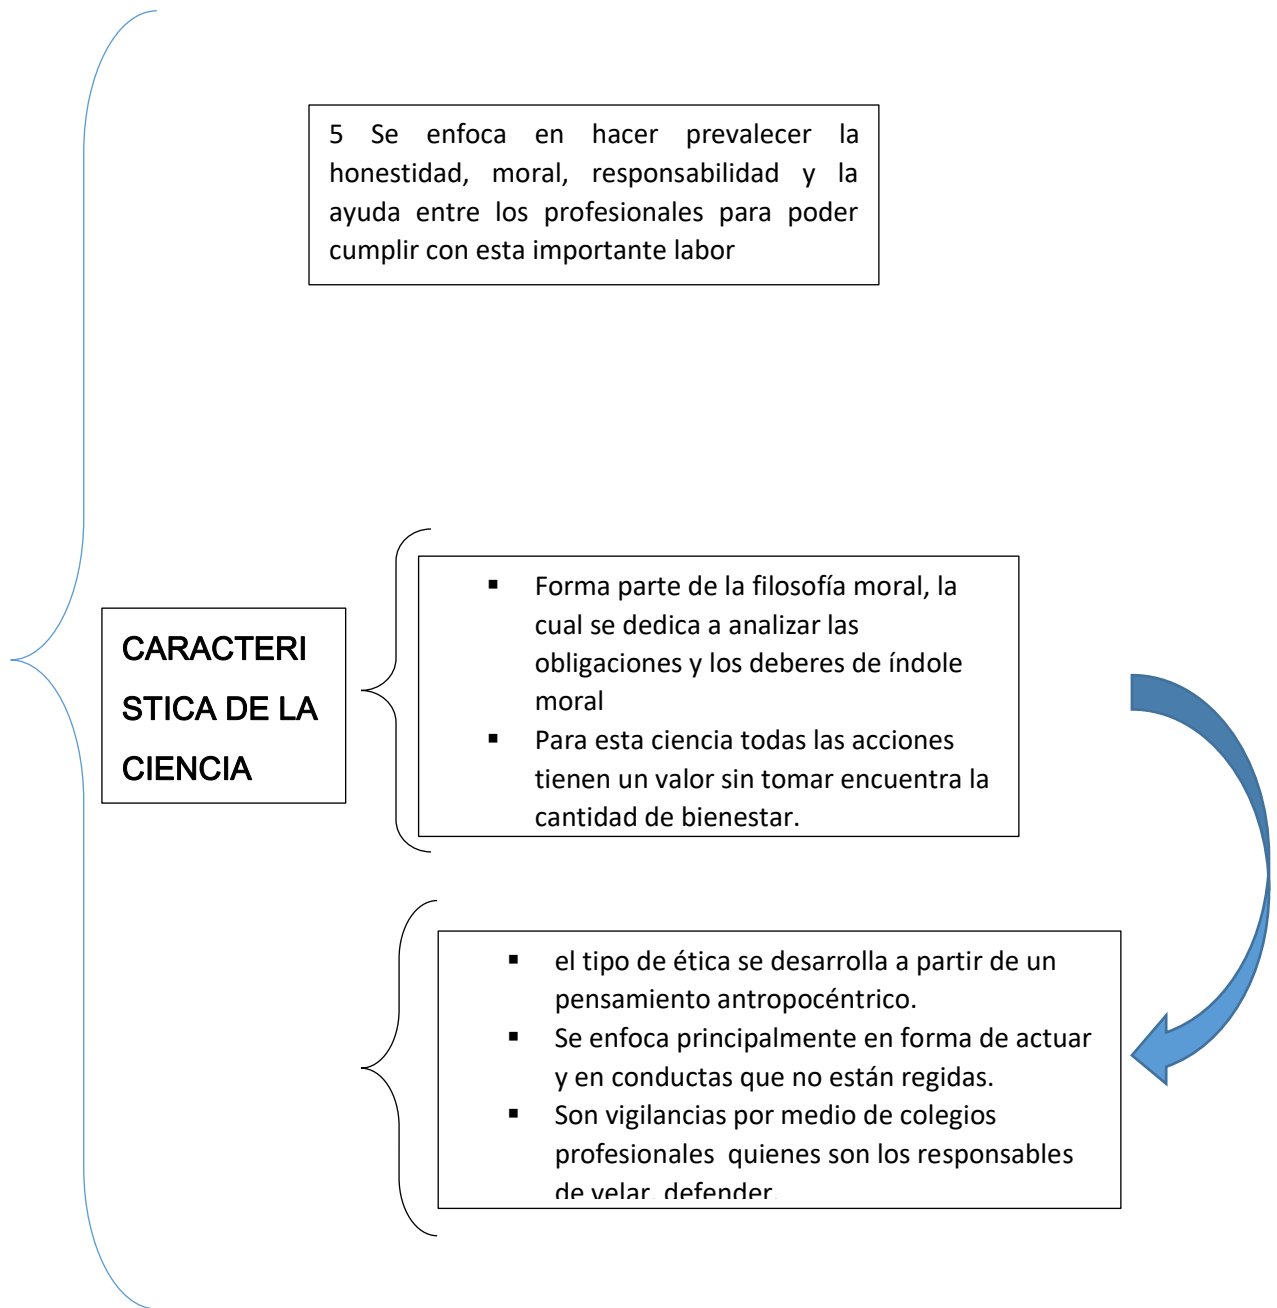 5 Se enfoca en hacer prevalecer la
honestidad, moral, responsabilidad y la
ayuda entre los profesionales para poder
cumplir con esta importante labor
CARACTERI
STICA DE LA
CIENCIA
▪ Forma parte de la filosofía moral, la
cual se dedica a analizar las
obligaciones y los deberes de índole
moral
▪ Para esta ciencia todas las acciones
tienen un valor sin tomar encuentra la
cantidad de bienestar.
▪ el tipo de ética se desarrolla a partir de un
pensamiento antropocéntrico.
▪ Se enfoca principalmente en forma de actuar
y en conductas que no están regidas.
▪ Son vigilancias por medio de colegios
profesionales quienes son los responsables
de velar, defender.